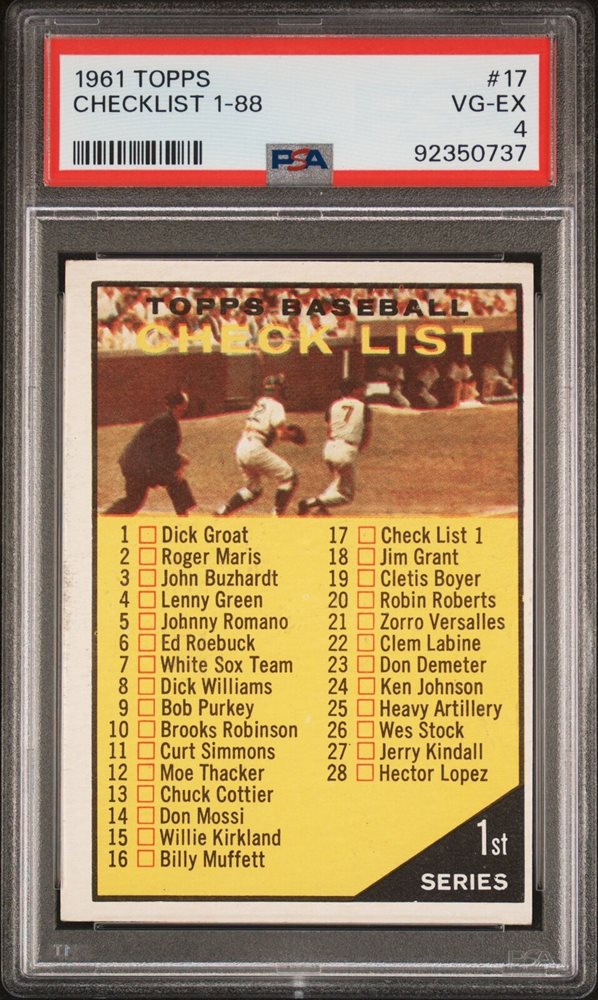 1961 TOPPS #17
CHECKLIST 1-88 VG-EX
4
PSA 92350737
TOPPS BASEBALL
CHECK LIST
2
7
1 Dick Groat
2 Roger Maris
3 John Buzhardt
4 Lenny Green
5 Johnny Romano
6 Ed Roebuck
7 White Sox Team
8 Dick Williams
9 Bob Purkey
10 Brooks Robinson
11 Curt Simmons
12 Moe Thacker
13 Chuck Cottier
14 Don Mossi
15 Willie Kirkland
16 Billy Muffett
17 Check List 1
18 Jim Grant
19 Cletis Boyer
20 Robin Roberts
21 Zorro Versalles
22 Clem Labine
23 Don Demeter
24 Ken Johnson
25 Heavy Artillery
26 Wes Stock
27 Jerry Kindall
28 Hector Lopez
1st
SERIES
PSA